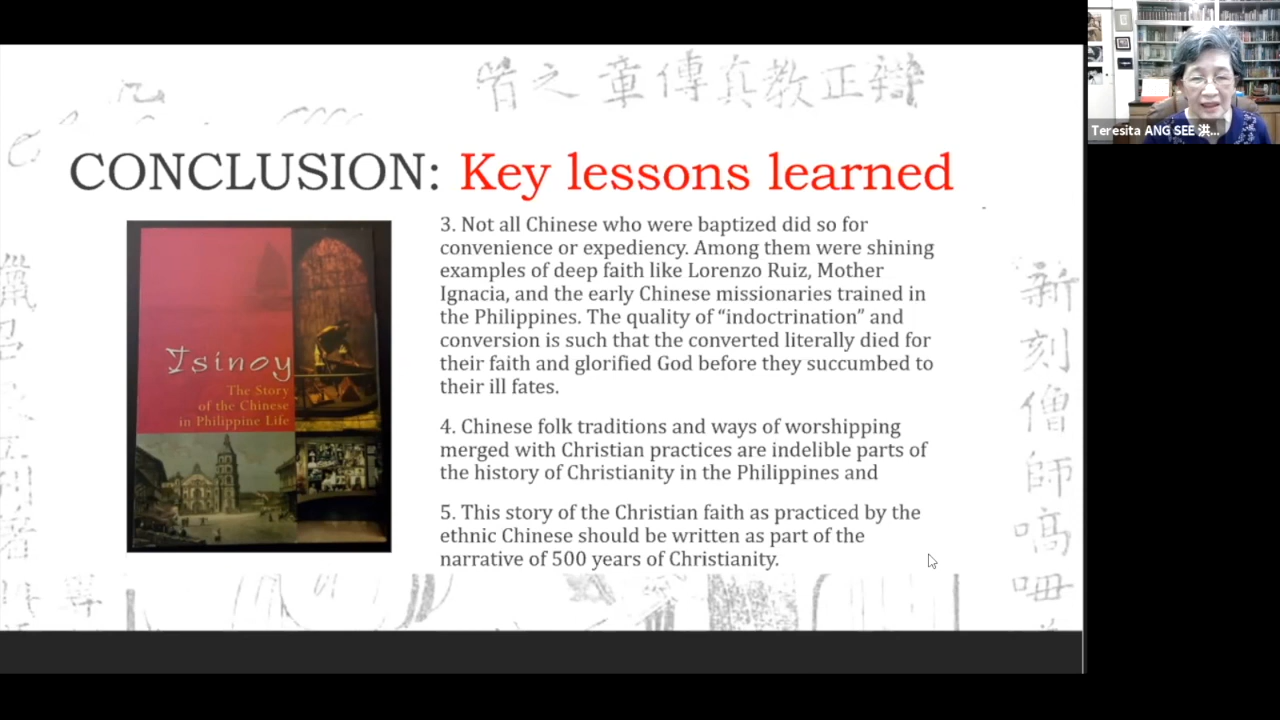 辯正教真傳章之
CONCLUSION: Key lessons learned
Tsinoy
The Story
of the Chinese
in Philippine Life
3. Not all Chinese who were baptized did so for
convenience or expediency. Among them were shining
examples of deep faith like Lorenzo Ruiz, Mother
Ignacia, and the early Chinese missionaries trained in
the Philippines. The quality of “indoctrination” and
conversion is such that the converted literally died for
their faith and glorified God before they succumbed to
their ill fates.
4. Chinese folk traditions and ways of worshipping
merged with Christian practices are indelible parts of
the history of Christianity in the Philippines and
5. This story of the Christian faith as practiced by the
ethnic Chinese should be written as part of the
narrative of 500 years of Christianity.
新刻僧師嗃呣
Teresita ANG SEE 洪...